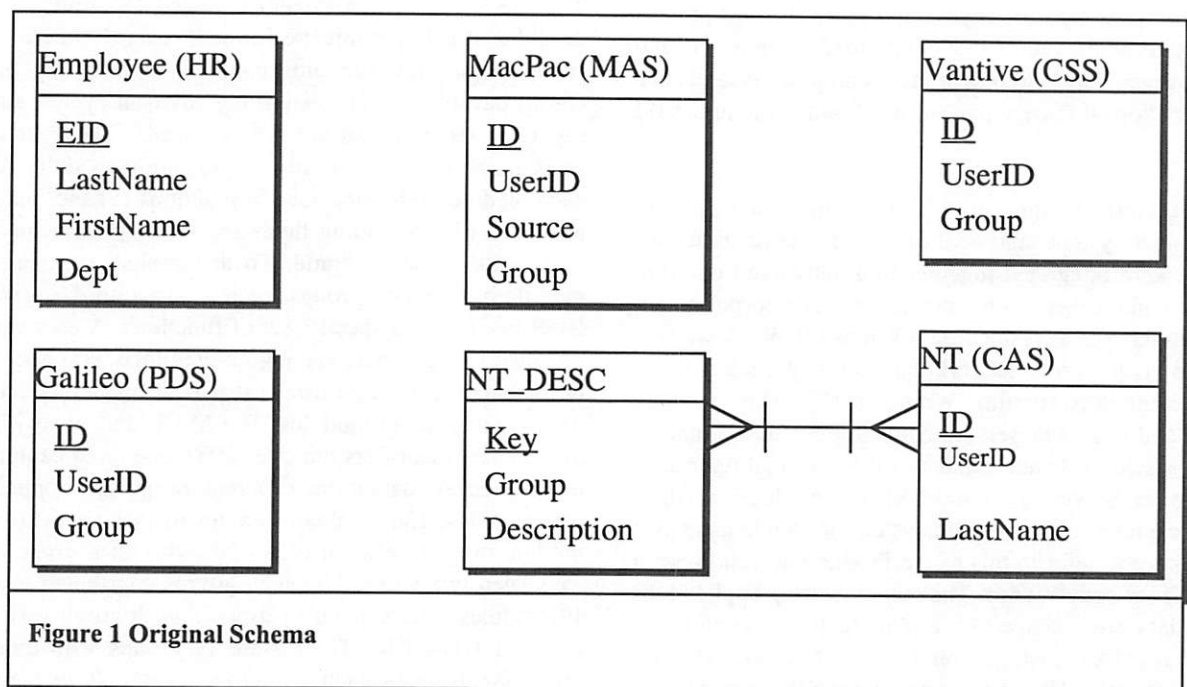 Employee (HR)
EID
LastName
FirstName
Dept
MacPac (MAS)
ID
UserID
Source
Group
Vantive (CSS)
ID
UserID
Group
Galileo (PDS)
ID
UserID
Group
NT_DESC
Key
Group
Description
NT (CAS)
ID
UserID
LastName
Figure 1 Original Schema